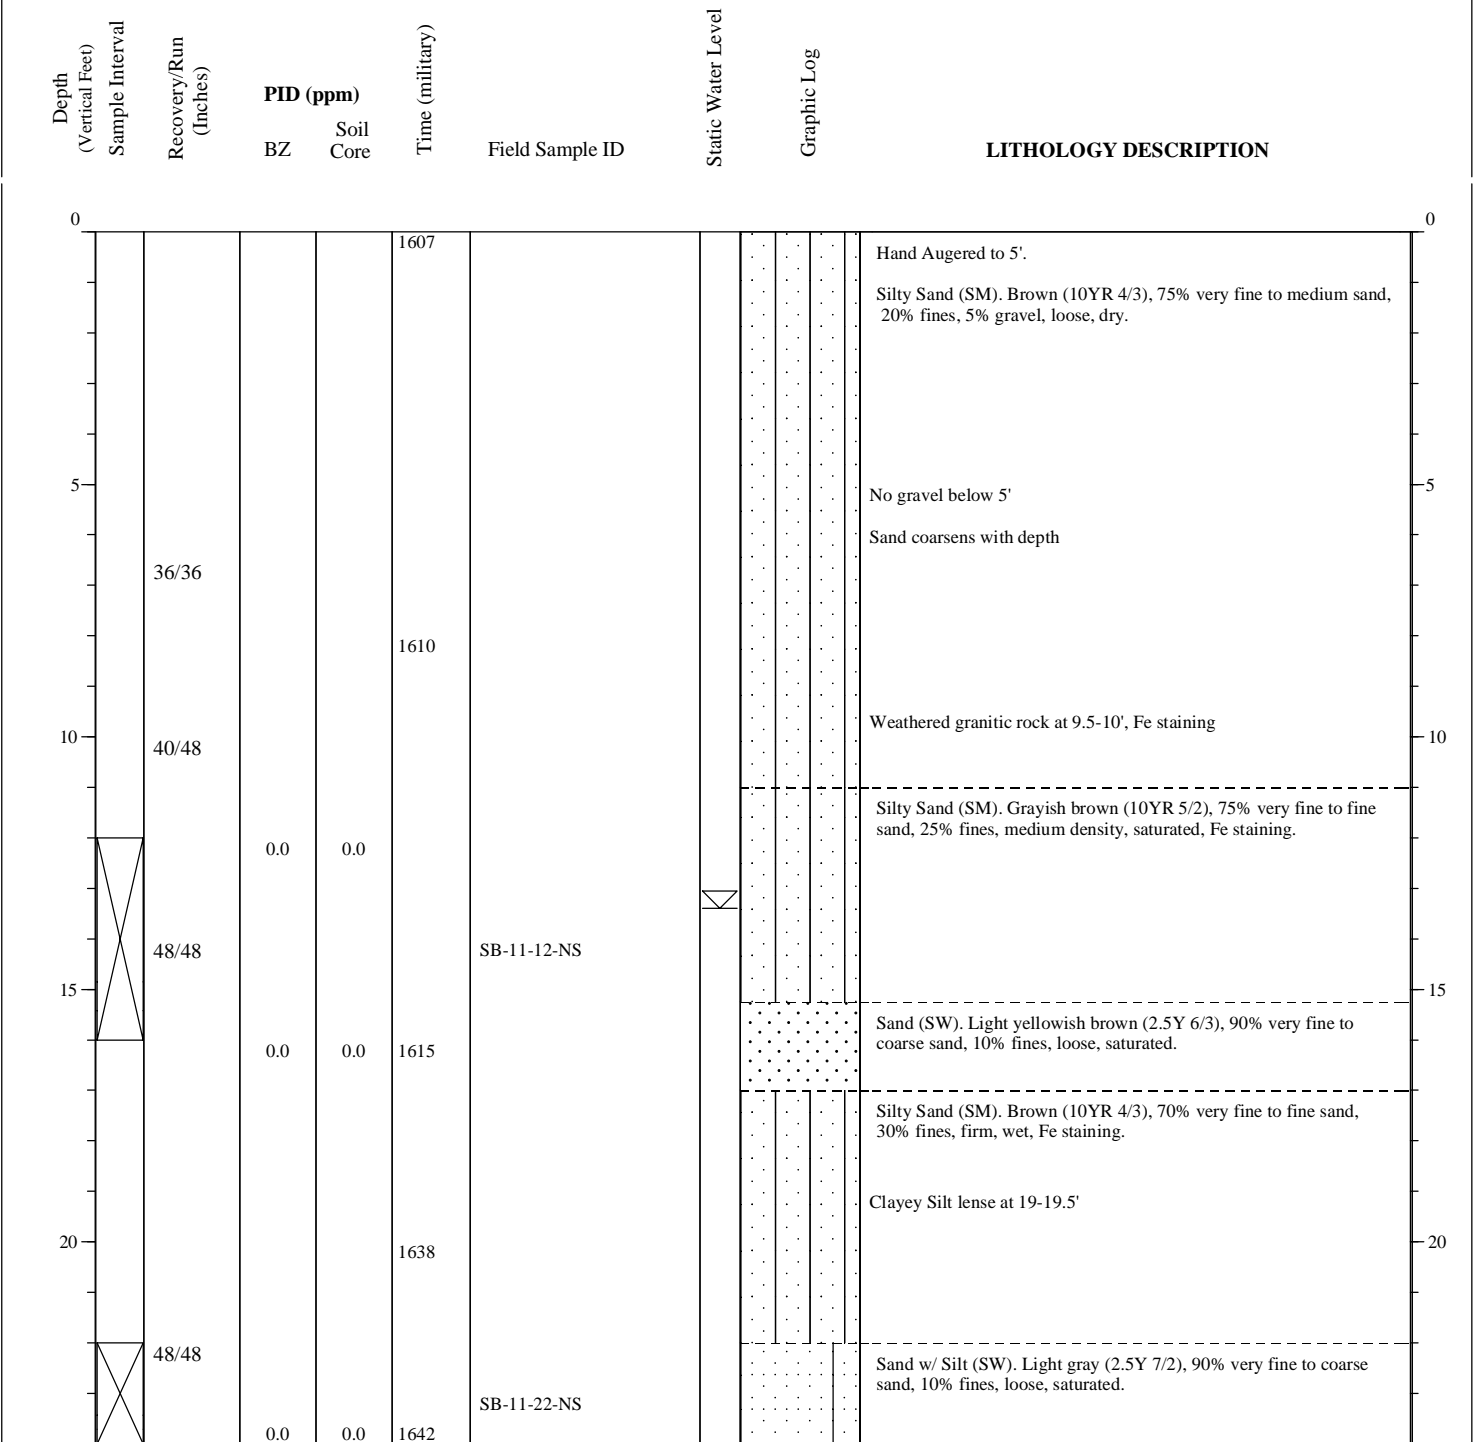 Depth
(Vertical Feet)
Sample Interval
Recovery/Run
(Inches)
PID (ppm)
BZ
Soil
Core
Time (military)
Field Sample ID
Static Water Level
Graphic Log
LITHOLOGY DESCRIPTION
0
0
1607
Hand Augered to 5'.
Silty Sand (SM). Brown (10YR 4/3), 75% very fine to medium sand,
20% fines, 5% gravel, loose, dry.
5
5
No gravel below 5'
Sand coarsens with depth
36/36
1610
Weathered granitic rock at 9.5-10', Fe staining
10
40/48
10
Silty Sand (SM). Grayish brown (10YR 5/2), 75% very fine to fine
sand, 25% fines, medium density, saturated, Fe staining.
0.0
0.0
48/48
SB-11-12-NS
15
15
Sand (SW). Light yellowish brown (2.5Y 6/3), 90% very fine to
coarse sand, 10% fines, loose, saturated.
0.0
0.0
1615
Silty Sand (SM). Brown (10YR 4/3), 70% very fine to fine sand,
30% fines, firm, wet, Fe staining.
Clayey Silt lense at 19-19.5'
20
1638
20
48/48
Sand w/ Silt (SW). Light gray (2.5Y 7/2), 90% very fine to coarse
sand, 10% fines, loose, saturated.
SB-11-22-NS
0.0
0.0
1642